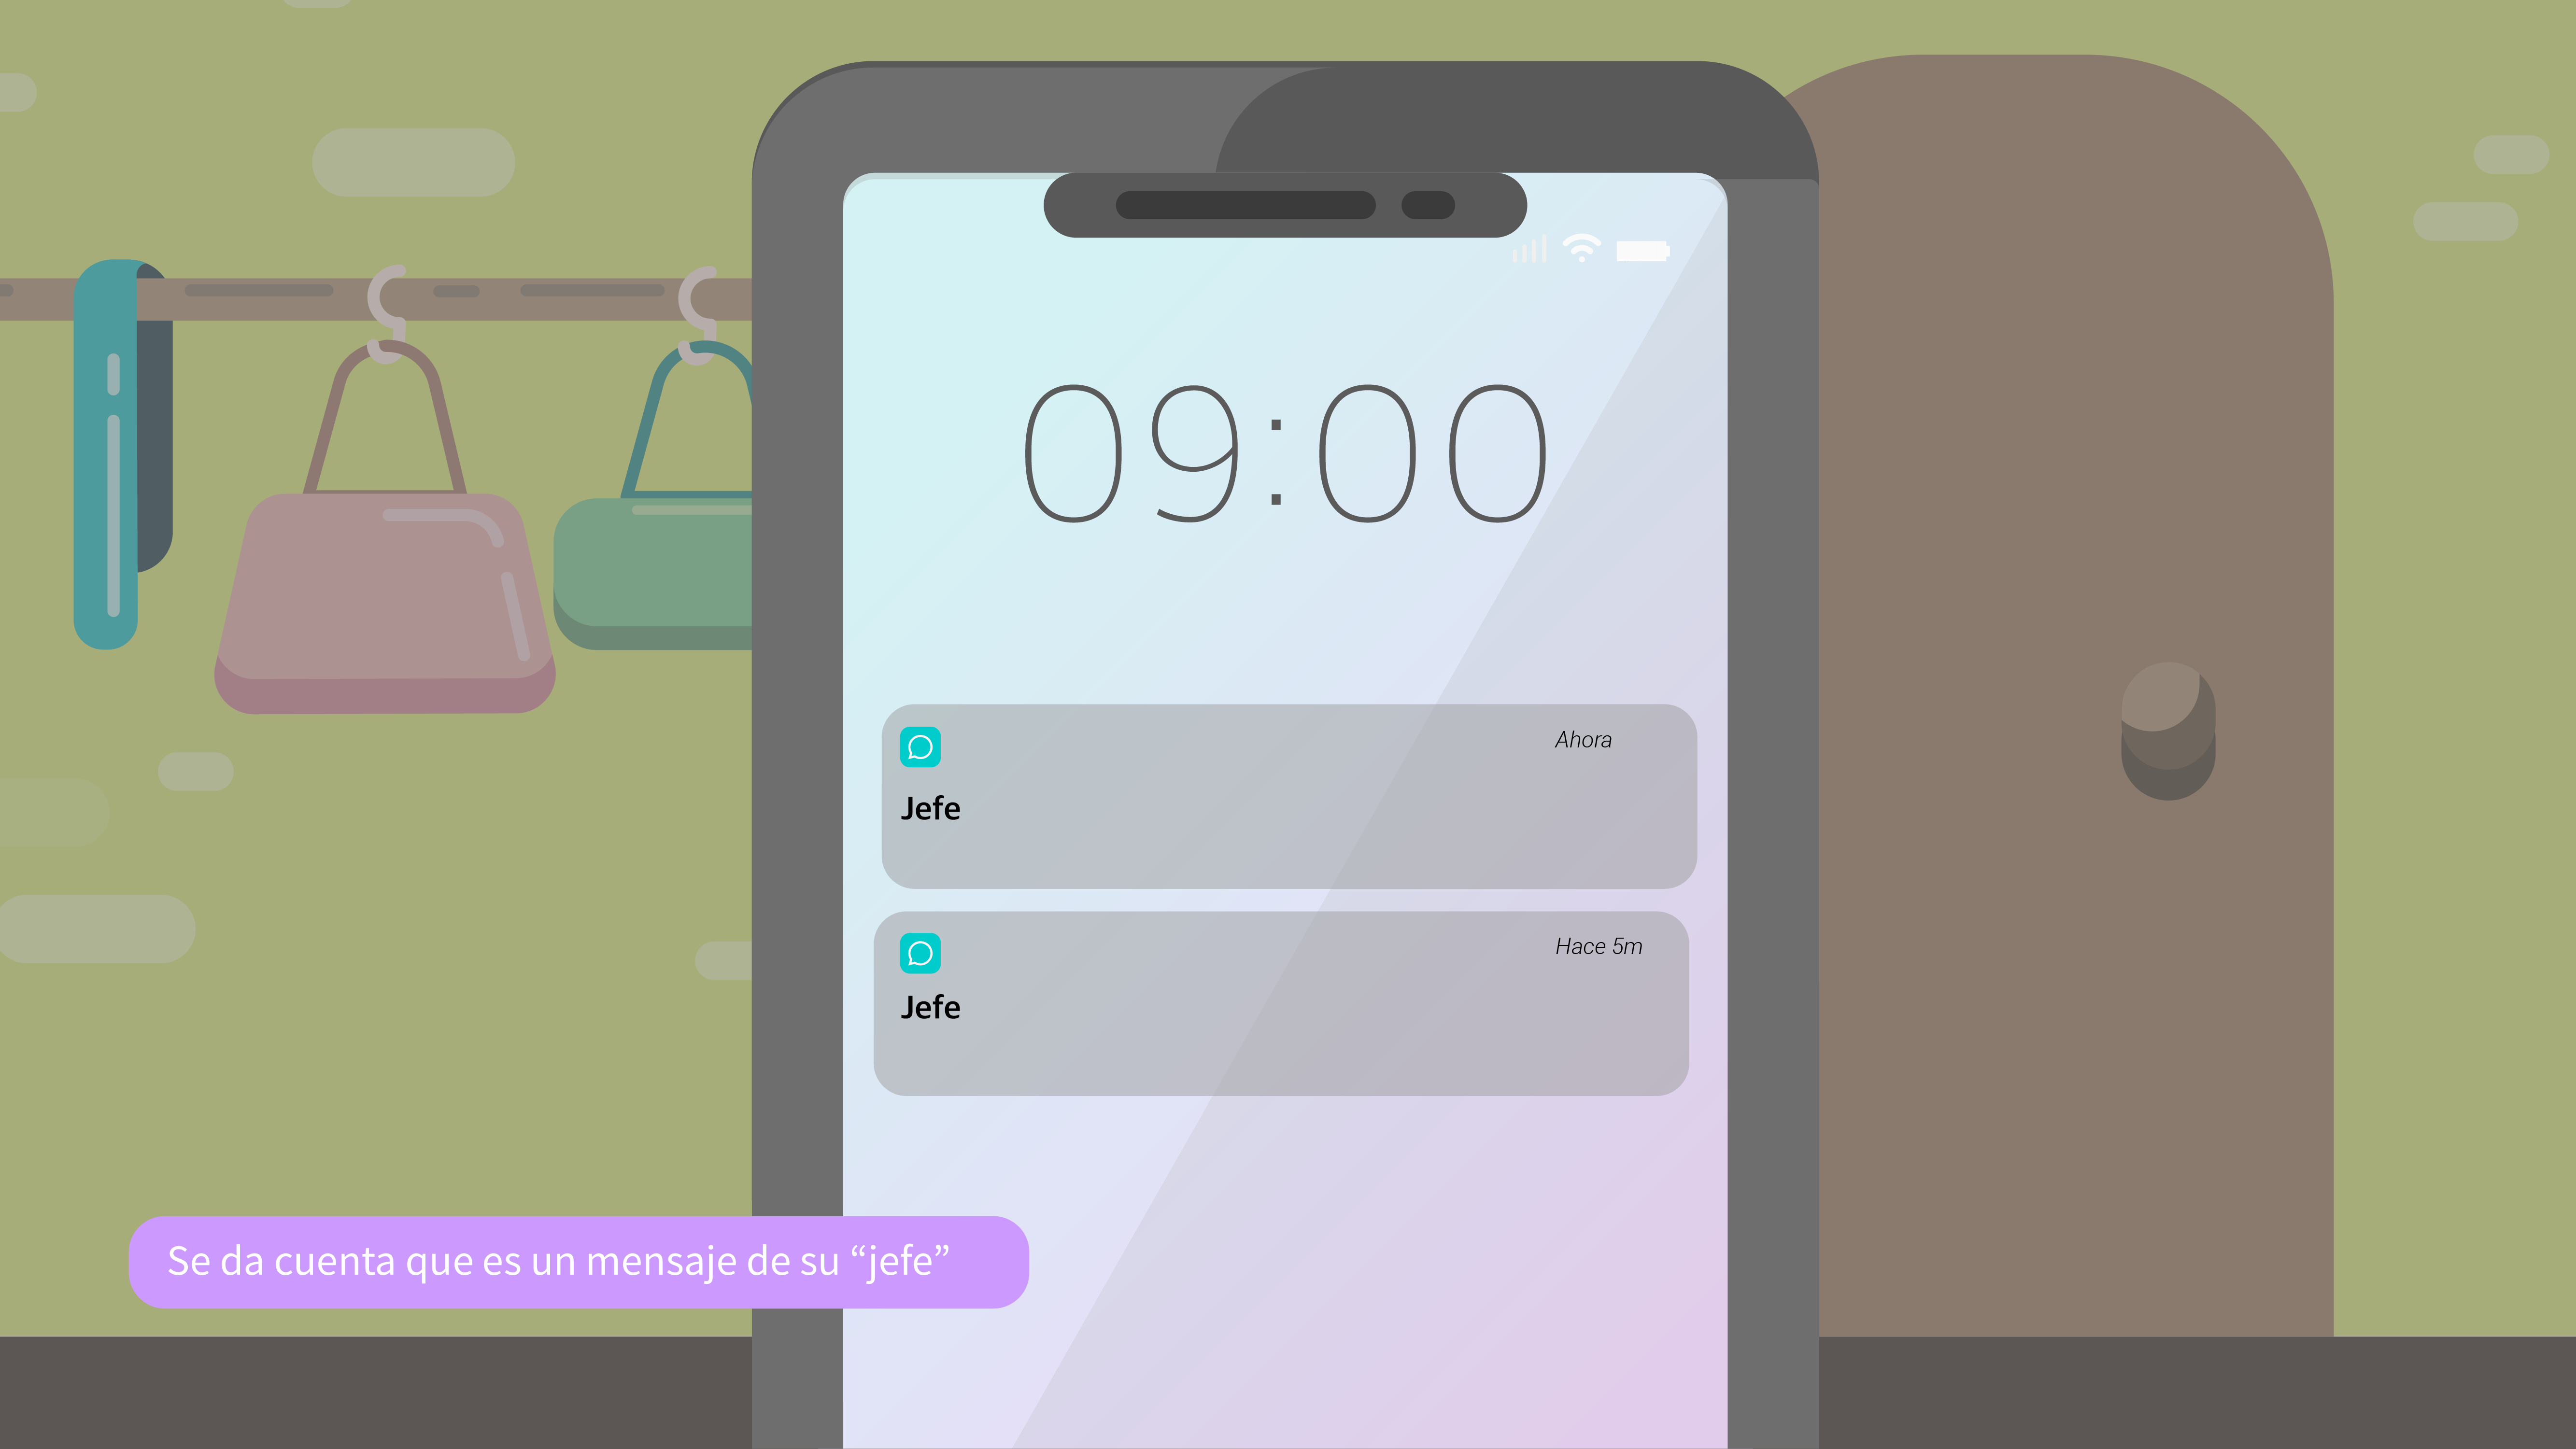 09:00
Ahora
Jefe
Hace 5m
Jefe
Se da cuenta que es un mensaje de su “jefe”